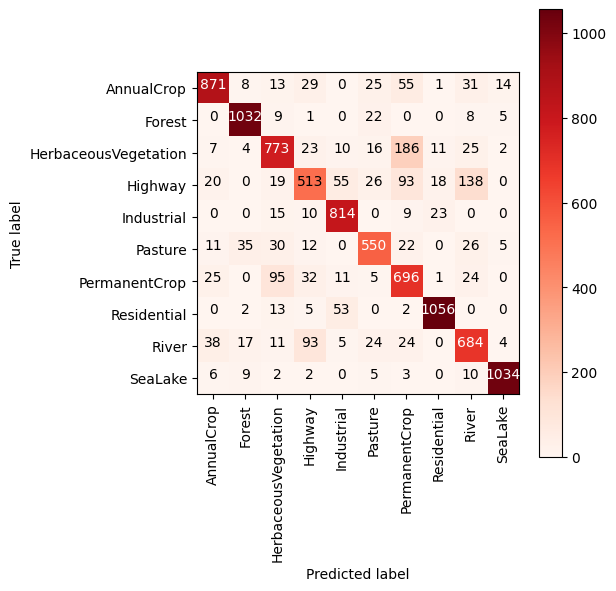 AnnualCrop 871 8 13 29 0 25 55 1 31 14
Forest 0 1032 9 1 0 22 0 0 8 5
HerbaceousVegetation 7 4 773 23 10 16 186 11 25 2
Highway 20 0 19 513 55 26 93 18 138 0
Industrial 0 0 15 10 814 0 9 23 0 0
Pasture 11 35 30 12 0 550 22 0 26 5
PermanentCrop 25 0 95 32 11 5 696 1 24 0
Residential 0 2 13 5 53 0 2 1056 0 0
River 38 17 11 93 5 24 24 0 684 4
SeaLake 6 9 2 2 0 5 3 0 10 1034
True label
AnnualCrop
Forest
HerbaceousVegetation
Highway
Industrial
Pasture
PermanentCrop
Residential
River
SeaLake
Predicted label
1000
800
600
400
200
0